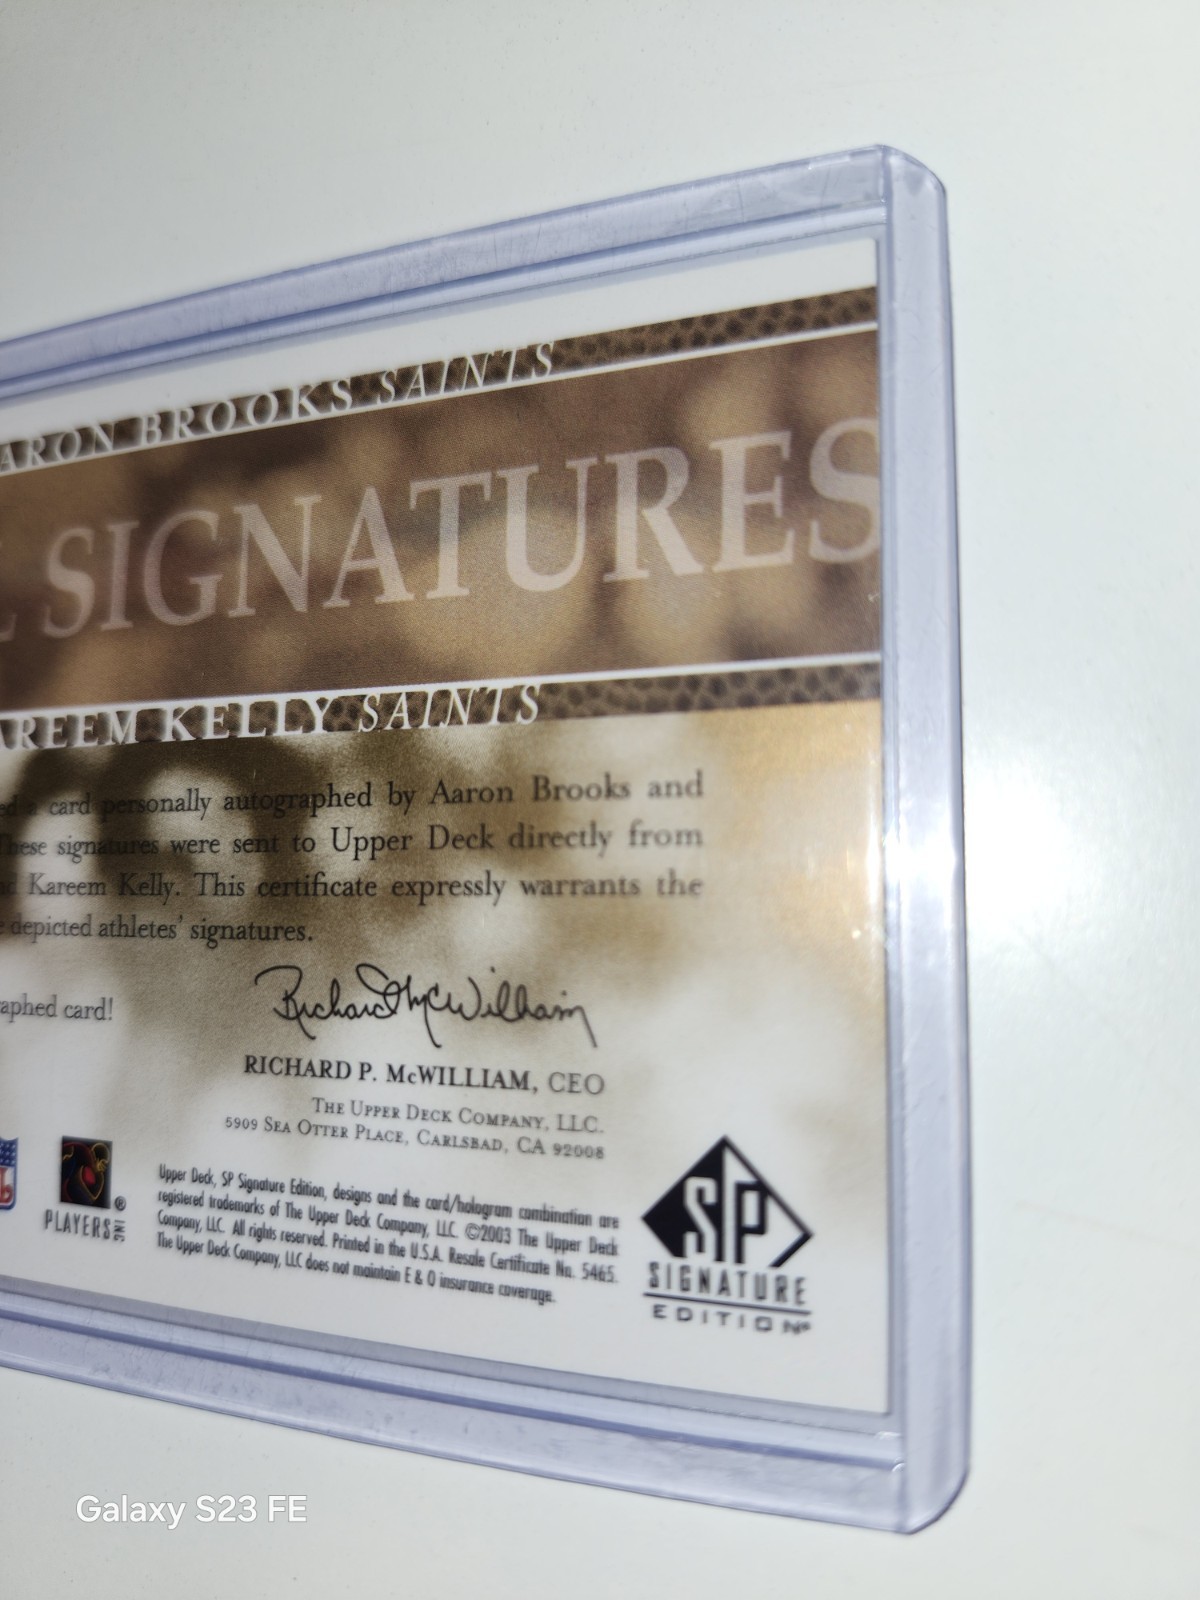 AARON BROOKS SAINTS
SIGNATURES
KAREEM KELLY SAINTS
card personally autographed by Aaron Brooks and
These signatures were sent to Upper Deck directly from
Kareem Kelly. This certificate expressly warrants the
depicted athletes' signatures.
card!
Richard McWilliam
RICHARD P. McWILLIAM, CEO
THE UPPER DECK COMPANY, LLC.
5909 SEA OTTER PLACE, CARLSBAD, CA 92008
PLAYERS INC ®
Upper Deck, SP Signature Edition, designs and the card/hologram combination are
registered trademarks of The Upper Deck Company, LLC. ©2003 The Upper Deck
Company, LLC. All rights reserved. Printed in the U.S.A. Resale Certificate No. 5465.
The Upper Deck Company, LLC does not maintain E & O insurance coverage.
SP
SIGNATURE
EDITION
Galaxy S23 FE